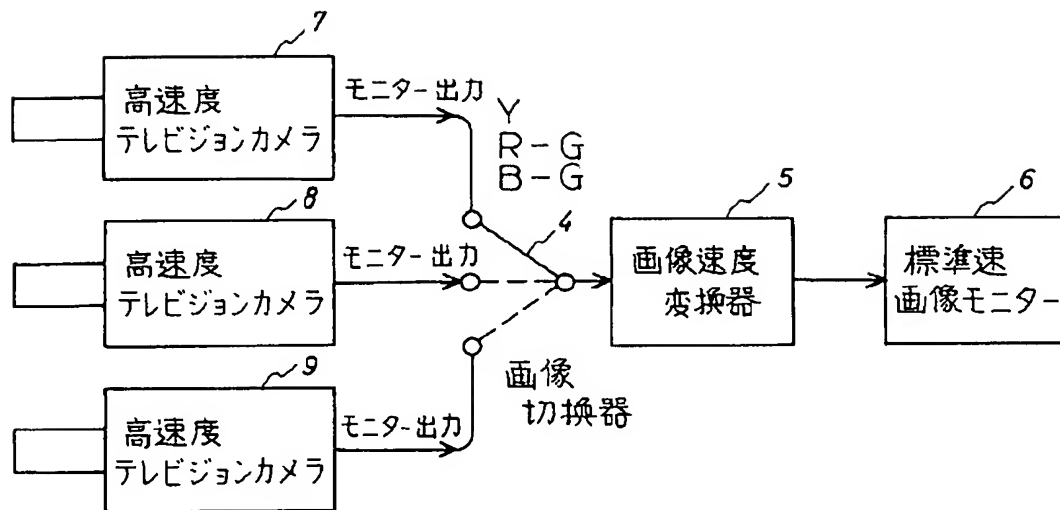 7
高速度
テレビジョンカメラ
モニター出力
Y
R-G
B-G
8
高速度
テレビジョンカメラ
モニター出力
4
5
画像速度
変換器
6
標準速
画像モニター
画像
切換器
9
高速度
テレビジョンカメラ
モニター出力